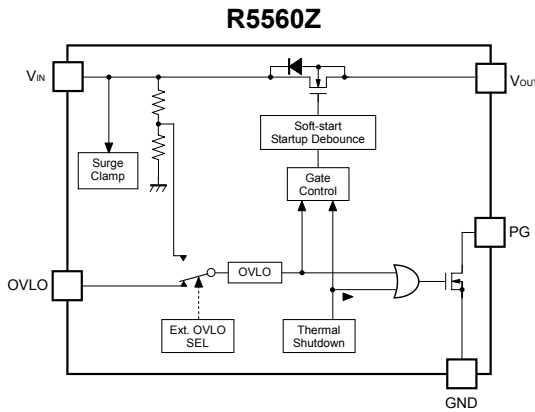 R5560Z
VIN
VOUT
Soft-start
Startup Debounce
Surge
Clamp
Gate
Control
PG
OVLO
OVLO
Ext. OVLO
SEL
Thermal
Shutdown
GND